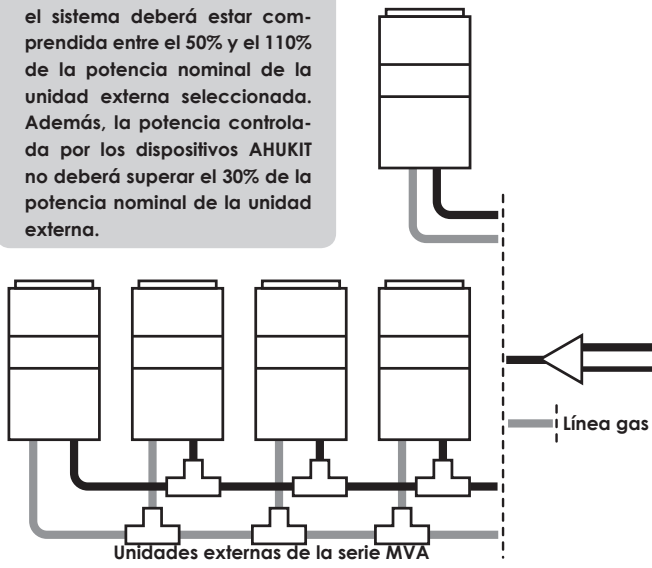 el sistema deberá estar com-
prendida entre el 50% y el 110%
de la potencia nominal de la
unidad externa seleccionada.
Además, la potencia controla-
da por los dispositivos AHUKIT
no deberá superar el 30% de la
potencia nominal de la unidad
externa.
Línea gas
Unidades externas de la serie MVA